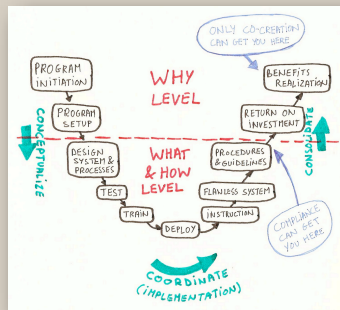 ONLY CO-CREATION
CAN GET YOU HERE
PROGRAM
INITIATION
WHY
LEVEL
BENEFITS
REALIZATION
PROGRAM
SETUP
RETURN ON
INVESTMENT
CONCEPTUALIZE
CONSOLIDATE
DESIGN
SYSTEM &
PROCESSES
WHAT
& HOW
LEVEL
PROCEDURES
& GUIDELINES
TEST
FLAWLESS SYSTEM
TRAIN
INSTRUCTION
DEPLOY
COMPLIANCE
CAN GET
YOU HERE
COORDINATE
(IMPLEMENTATION)